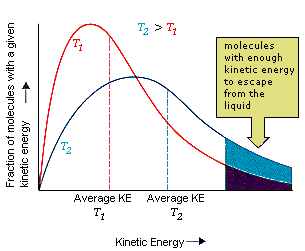 Fraction of molecules with a given
kinetic energy
T2 > T1
T1
T2
molecules
with enough
kinetic energy
to escape
from the
liquid
Average KE
T1
Average KE
T2
Kinetic Energy